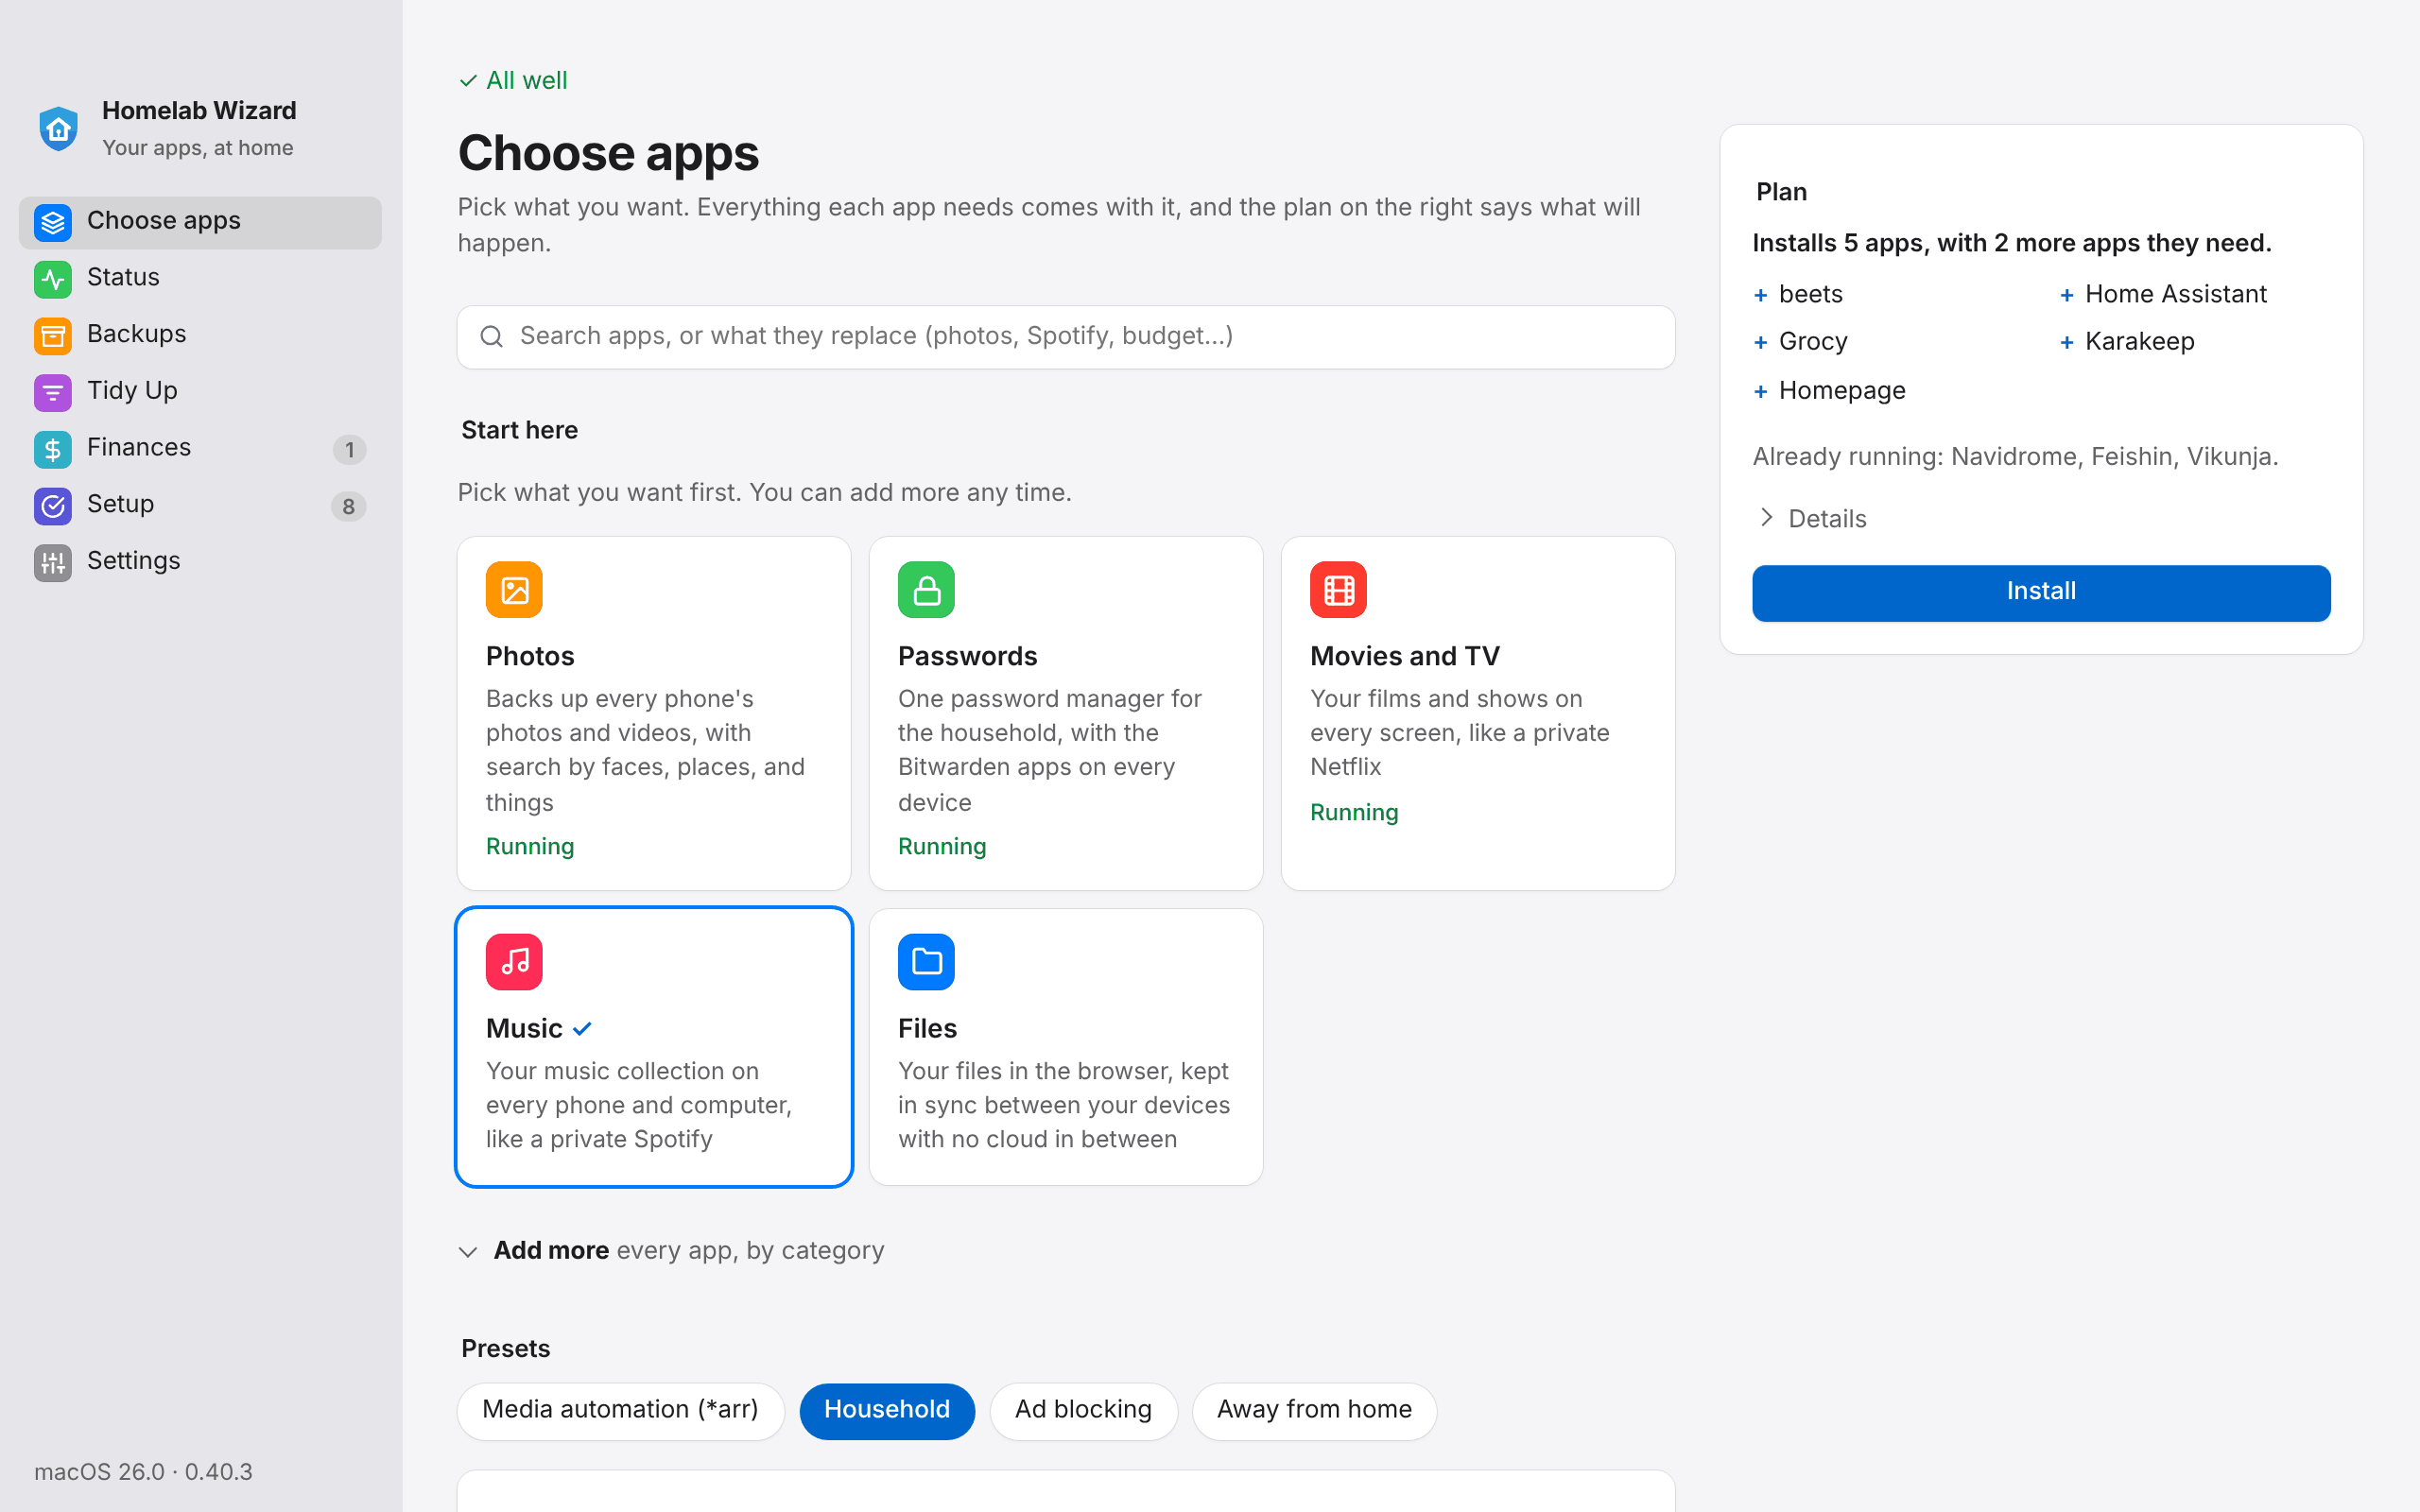 Homelab Wizard
Your apps, at home
Choose apps
Status
Backups
Tidy Up
Finances 1
Setup 8
Settings
macOS 26.0 · 0.40.3
All well
Choose apps
Pick what you want. Everything each app needs comes with it, and the plan on the right says what will
happen.
Search apps, or what they replace (photos, Spotify, budget...)
Start here
Pick what you want first. You can add more any time.
Photos
Backs up every phone's
photos and videos, with
search by faces, places, and
things
Running
Passwords
One password manager for
the household, with the
Bitwarden apps on every
device
Running
Movies and TV
Your films and shows on
every screen, like a private
Netflix
Running
Music
Your music collection on
every phone and computer,
like a private Spotify
Files
Your files in the browser, kept
in sync between your devices
with no cloud in between
Add more every app, by category
Presets
Media automation (*arr)
Household
Ad blocking
Away from home
Plan
Installs 5 apps, with 2 more apps they need.
+ beets
+ Home Assistant
+ Grocy
+ Karakeep
+ Homepage
Already running: Navidrome, Feishin, Vikunja.
Details
Install